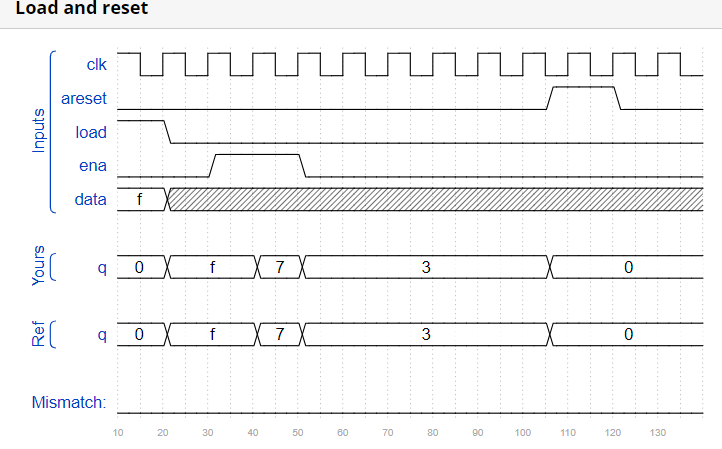 Load and reset
Inputs
clk
areset
load
ena
data f
Yours
q 0 f 7 3 0
Ref
q 0 f 7 3 0
Mismatch:
10 20 30 40 50 60 70 80 90 100 110 120 130